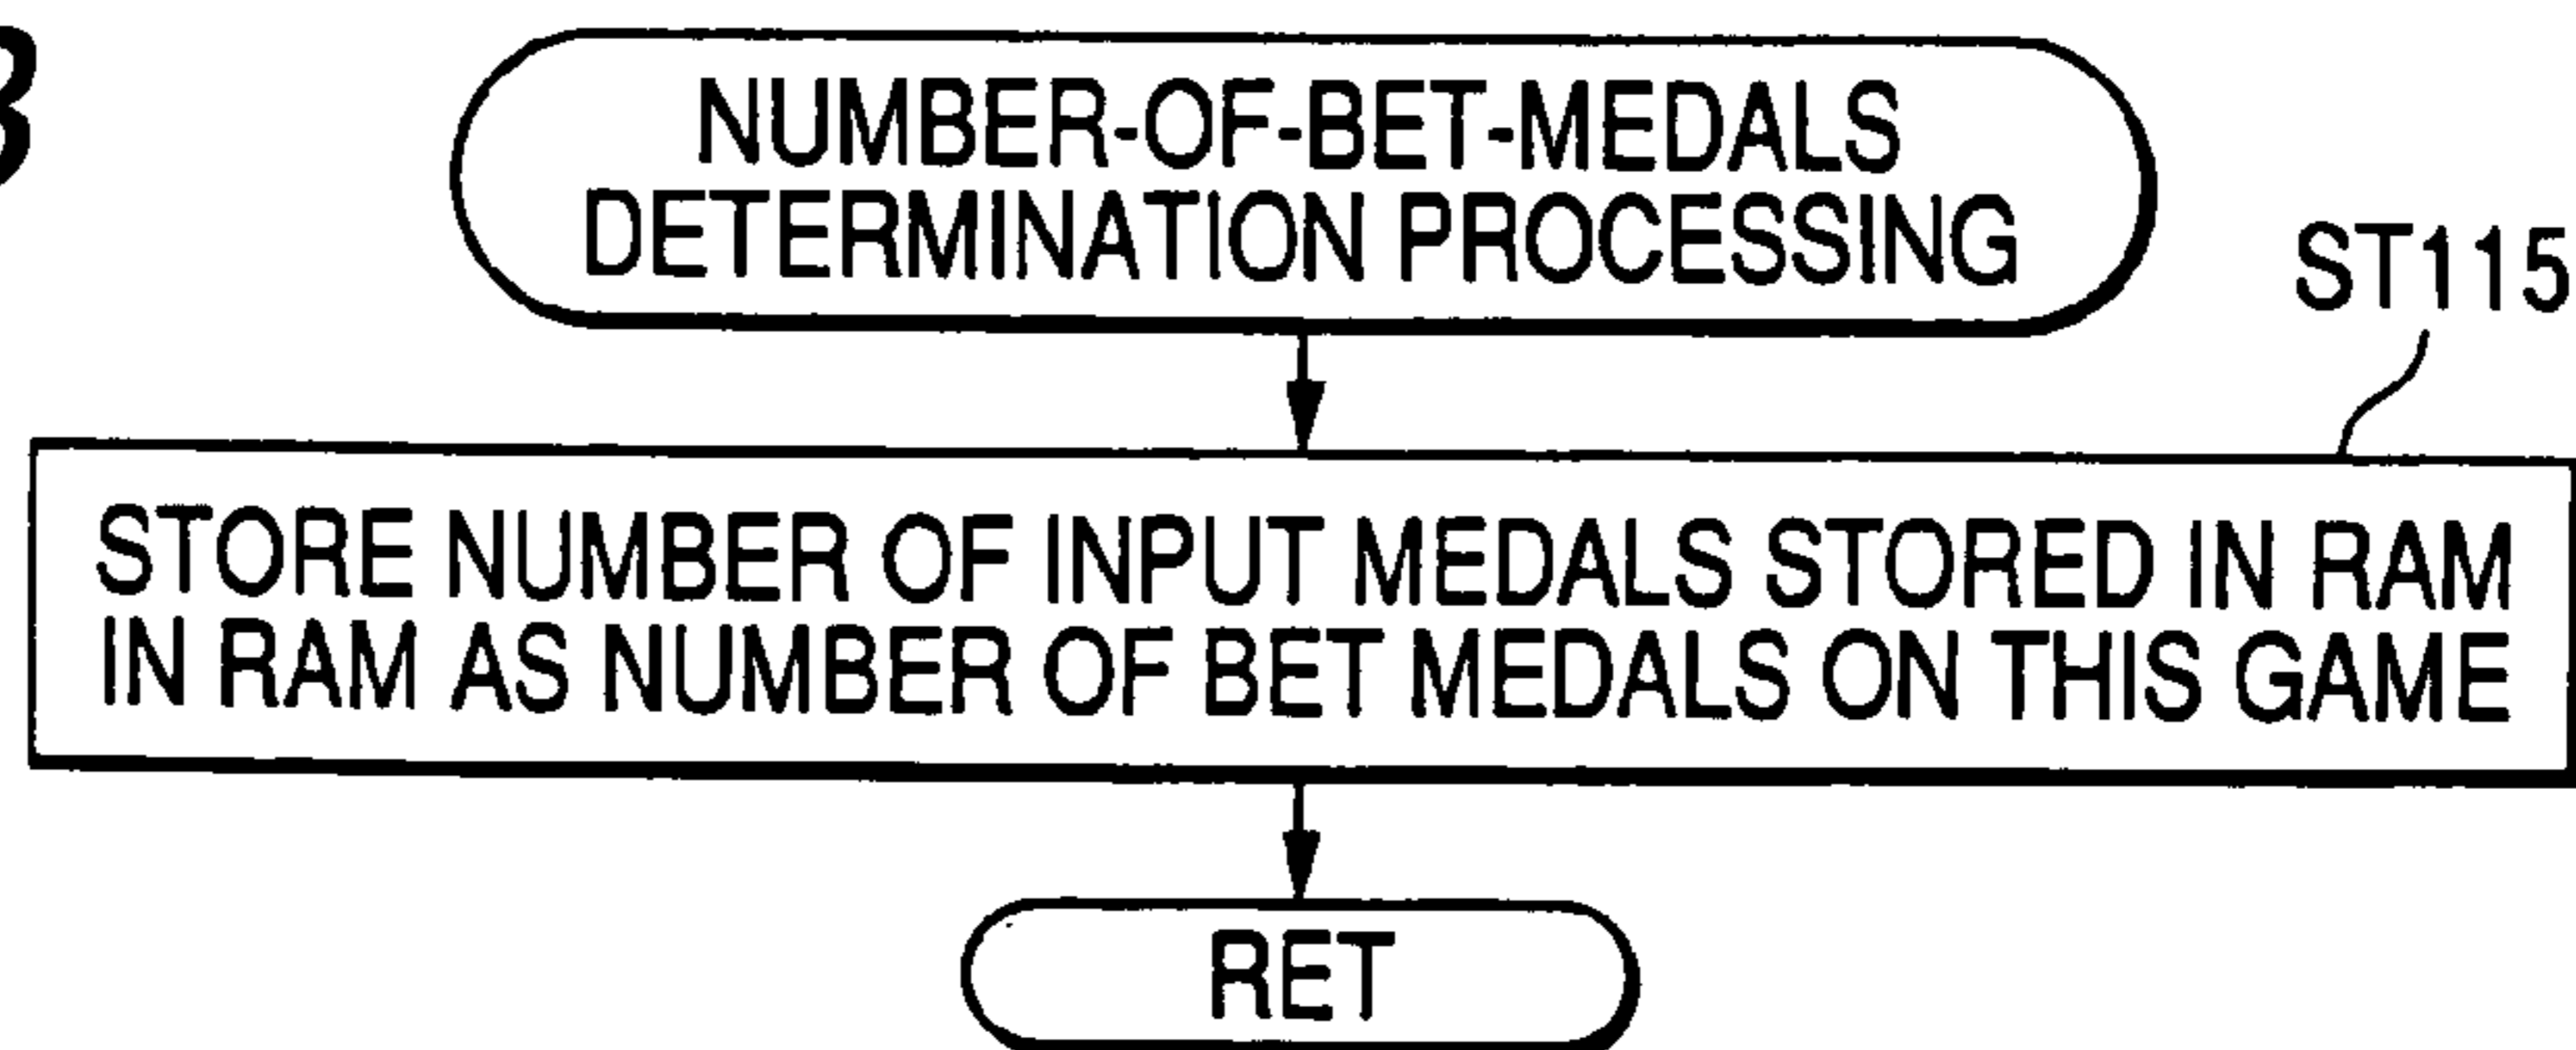 NUMBER-OF-BET-MEDALS
DETERMINATION PROCESSING
ST115
STORE NUMBER OF INPUT MEDALS STORED IN RAM
IN RAM AS NUMBER OF BET MEDALS ON THIS GAME
RET